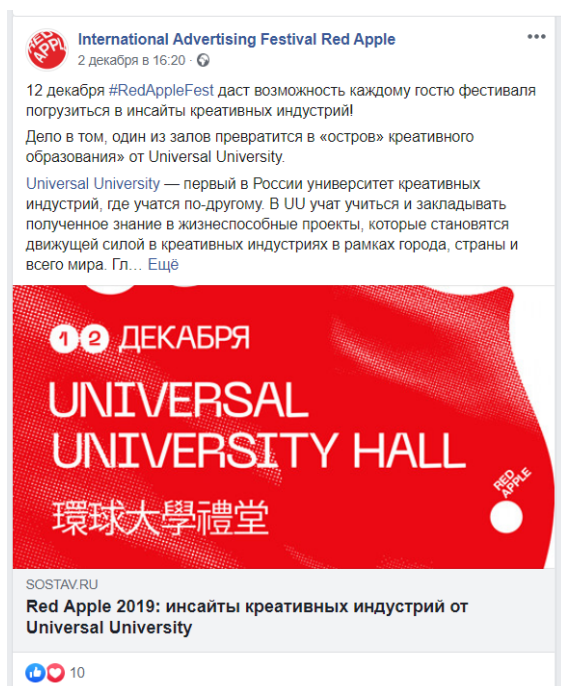 RED APPLE
International Advertising Festival Red Apple
2 декабря в 16:20 ·
12 декабря #RedAppleFest даст возможность каждому гостю фестиваля
погрузиться в инсайты креативных индустрий!
Дело в том, один из залов превратится в «остров» креативного
образования» от Universal University.
Universal University — первый в России университет креативных
индустрий, где учатся по-другому. В UU учат учиться и закладывать
полученное знание в жизнеспособные проекты, которые становятся
движущей силой в креативных индустриях в рамках города, страны и
всего мира. Гл… Ещё
12 ДЕКАБРЯ
UNIVERSAL
UNIVERSITY HALL
RED
APPLE
環球大學禮堂
SOSTAV.RU
Red Apple 2019: инсайты креативных индустрий от
Universal University
10